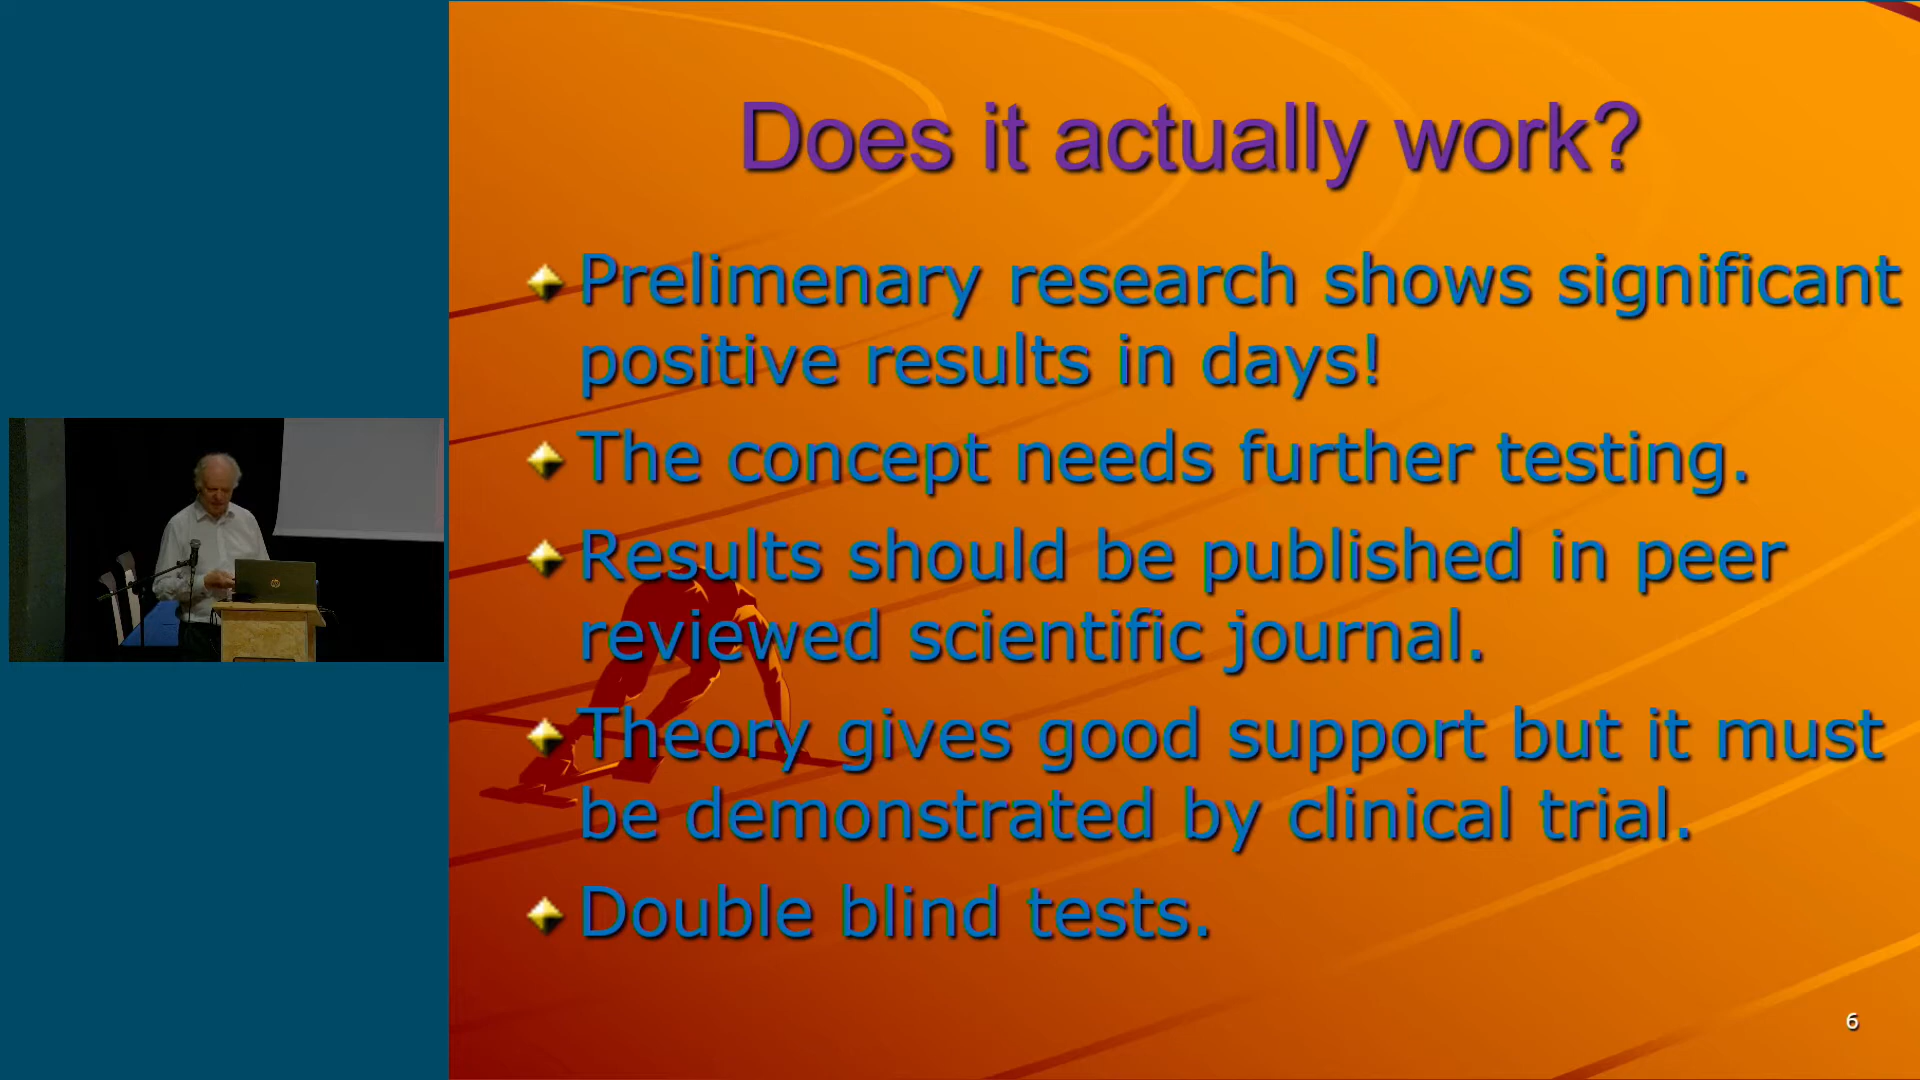 Does it actually work?
Prelimenary research shows significant
positive results in days!
The concept needs further testing.
Results should be published in peer
reviewed scientific journal.
Theory gives good support but it must
be demonstrated by clinical trial.
Double blind tests.
6